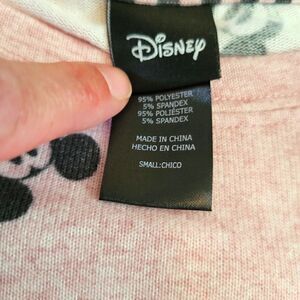 Disney
95% POLYESTER
5% SPANDEX
95% POLIÉSTER
5% SPANDEX
MADE IN CHINA
HECHO EN CHINA
SMALL:CHICO